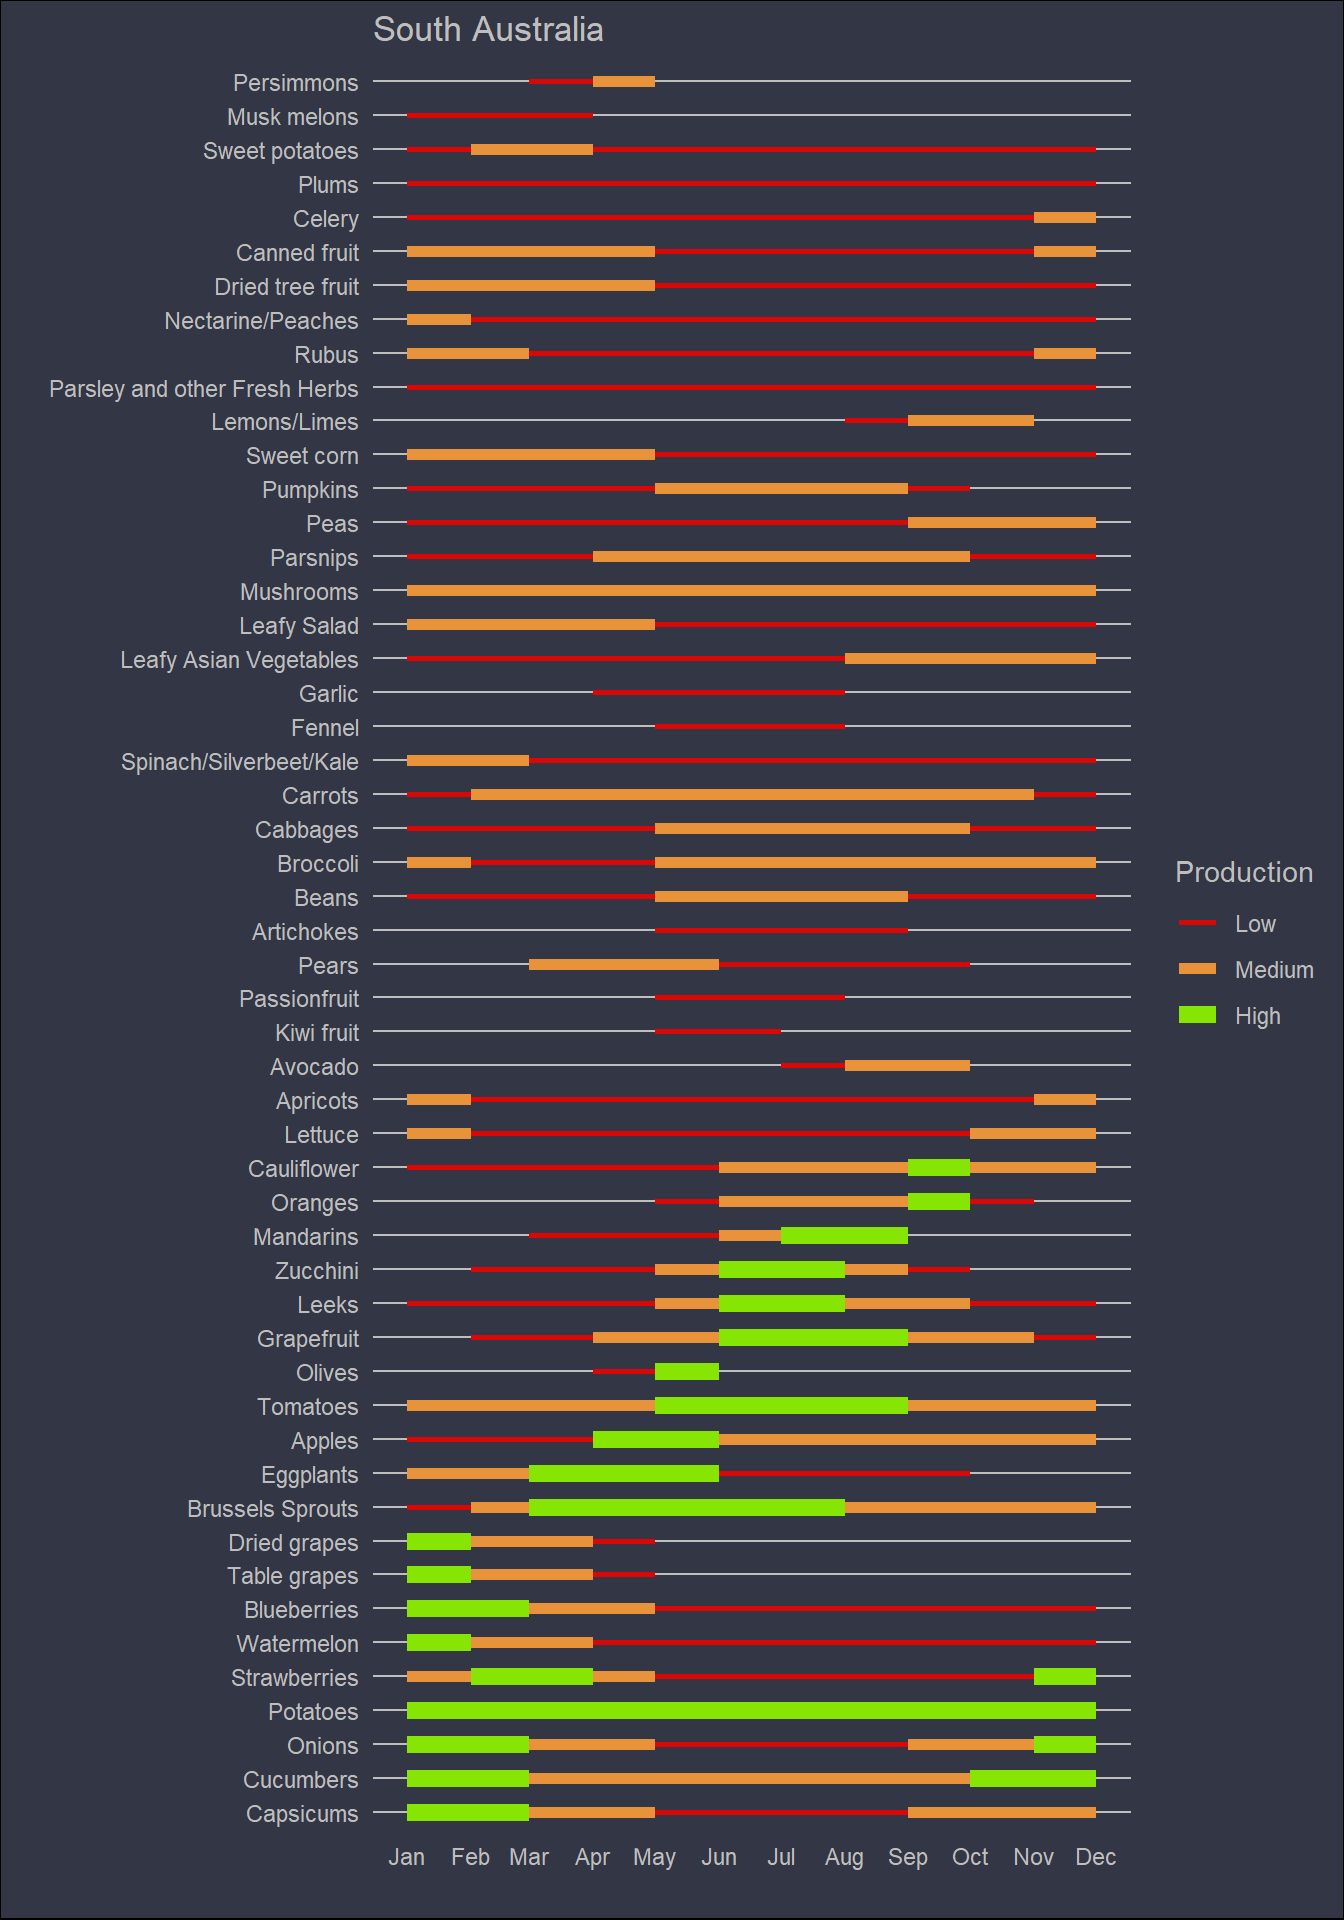 South Australia
Persimmons
Musk melons
Sweet potatoes
Plums
Celery
Canned fruit
Dried tree fruit
Nectarine/Peaches
Rubus
Parsley and other Fresh Herbs
Lemons/Limes
Sweet corn
Pumpkins
Peas
Parsnips
Mushrooms
Leafy Salad
Leafy Asian Vegetables
Garlic
Fennel
Spinach/Silverbeet/Kale
Carrots
Cabbages
Broccoli
Beans
Artichokes
Pears
Passionfruit
Kiwi fruit
Avocado
Apricots
Lettuce
Cauliflower
Oranges
Mandarins
Zucchini
Leeks
Grapefruit
Olives
Tomatoes
Apples
Eggplants
Brussels Sprouts
Dried grapes
Table grapes
Blueberries
Watermelon
Strawberries
Potatoes
Onions
Cucumbers
Capsicums
Jan Feb Mar Apr May Jun Jul Aug Sep Oct Nov Dec
Production
Low
Medium
High